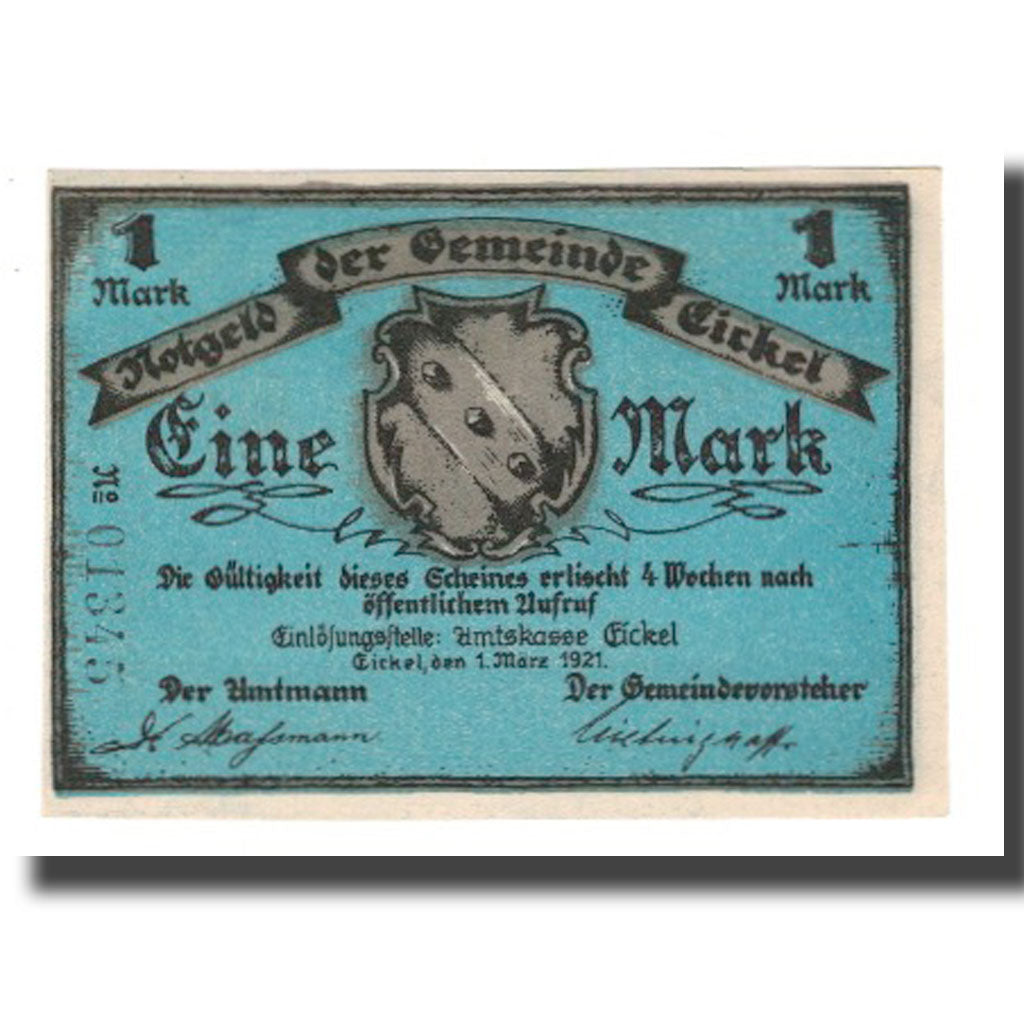 1
Mark
1
Mark
Notgeld der Gemeinde Eickel
Eine Mark
No 01345
Die Gültigkeit dieses Scheines erlischt 4 Wochen nach
öffentlichem Aufruf
Einlösungsstelle: Amtskasse Eickel
Eickel, den 1. März 1921.
Der Amtmann
Der Gemeindevorsteher